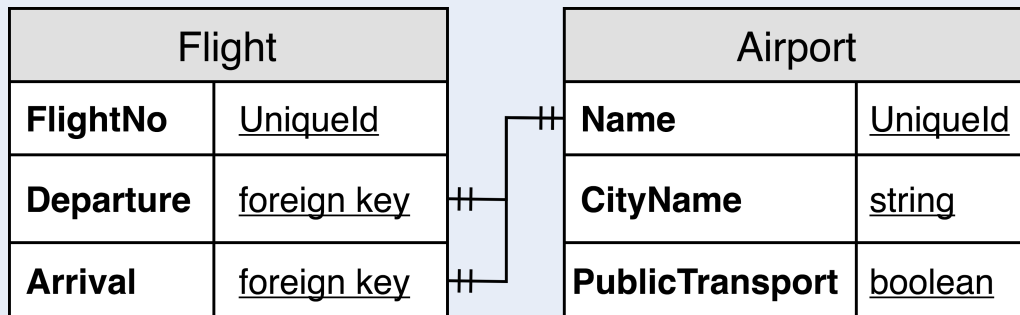 Flight
FlightNo UniqueId
Departure foreign key
Arrival foreign key
Airport
Name UniqueId
CityName string
PublicTransport boolean